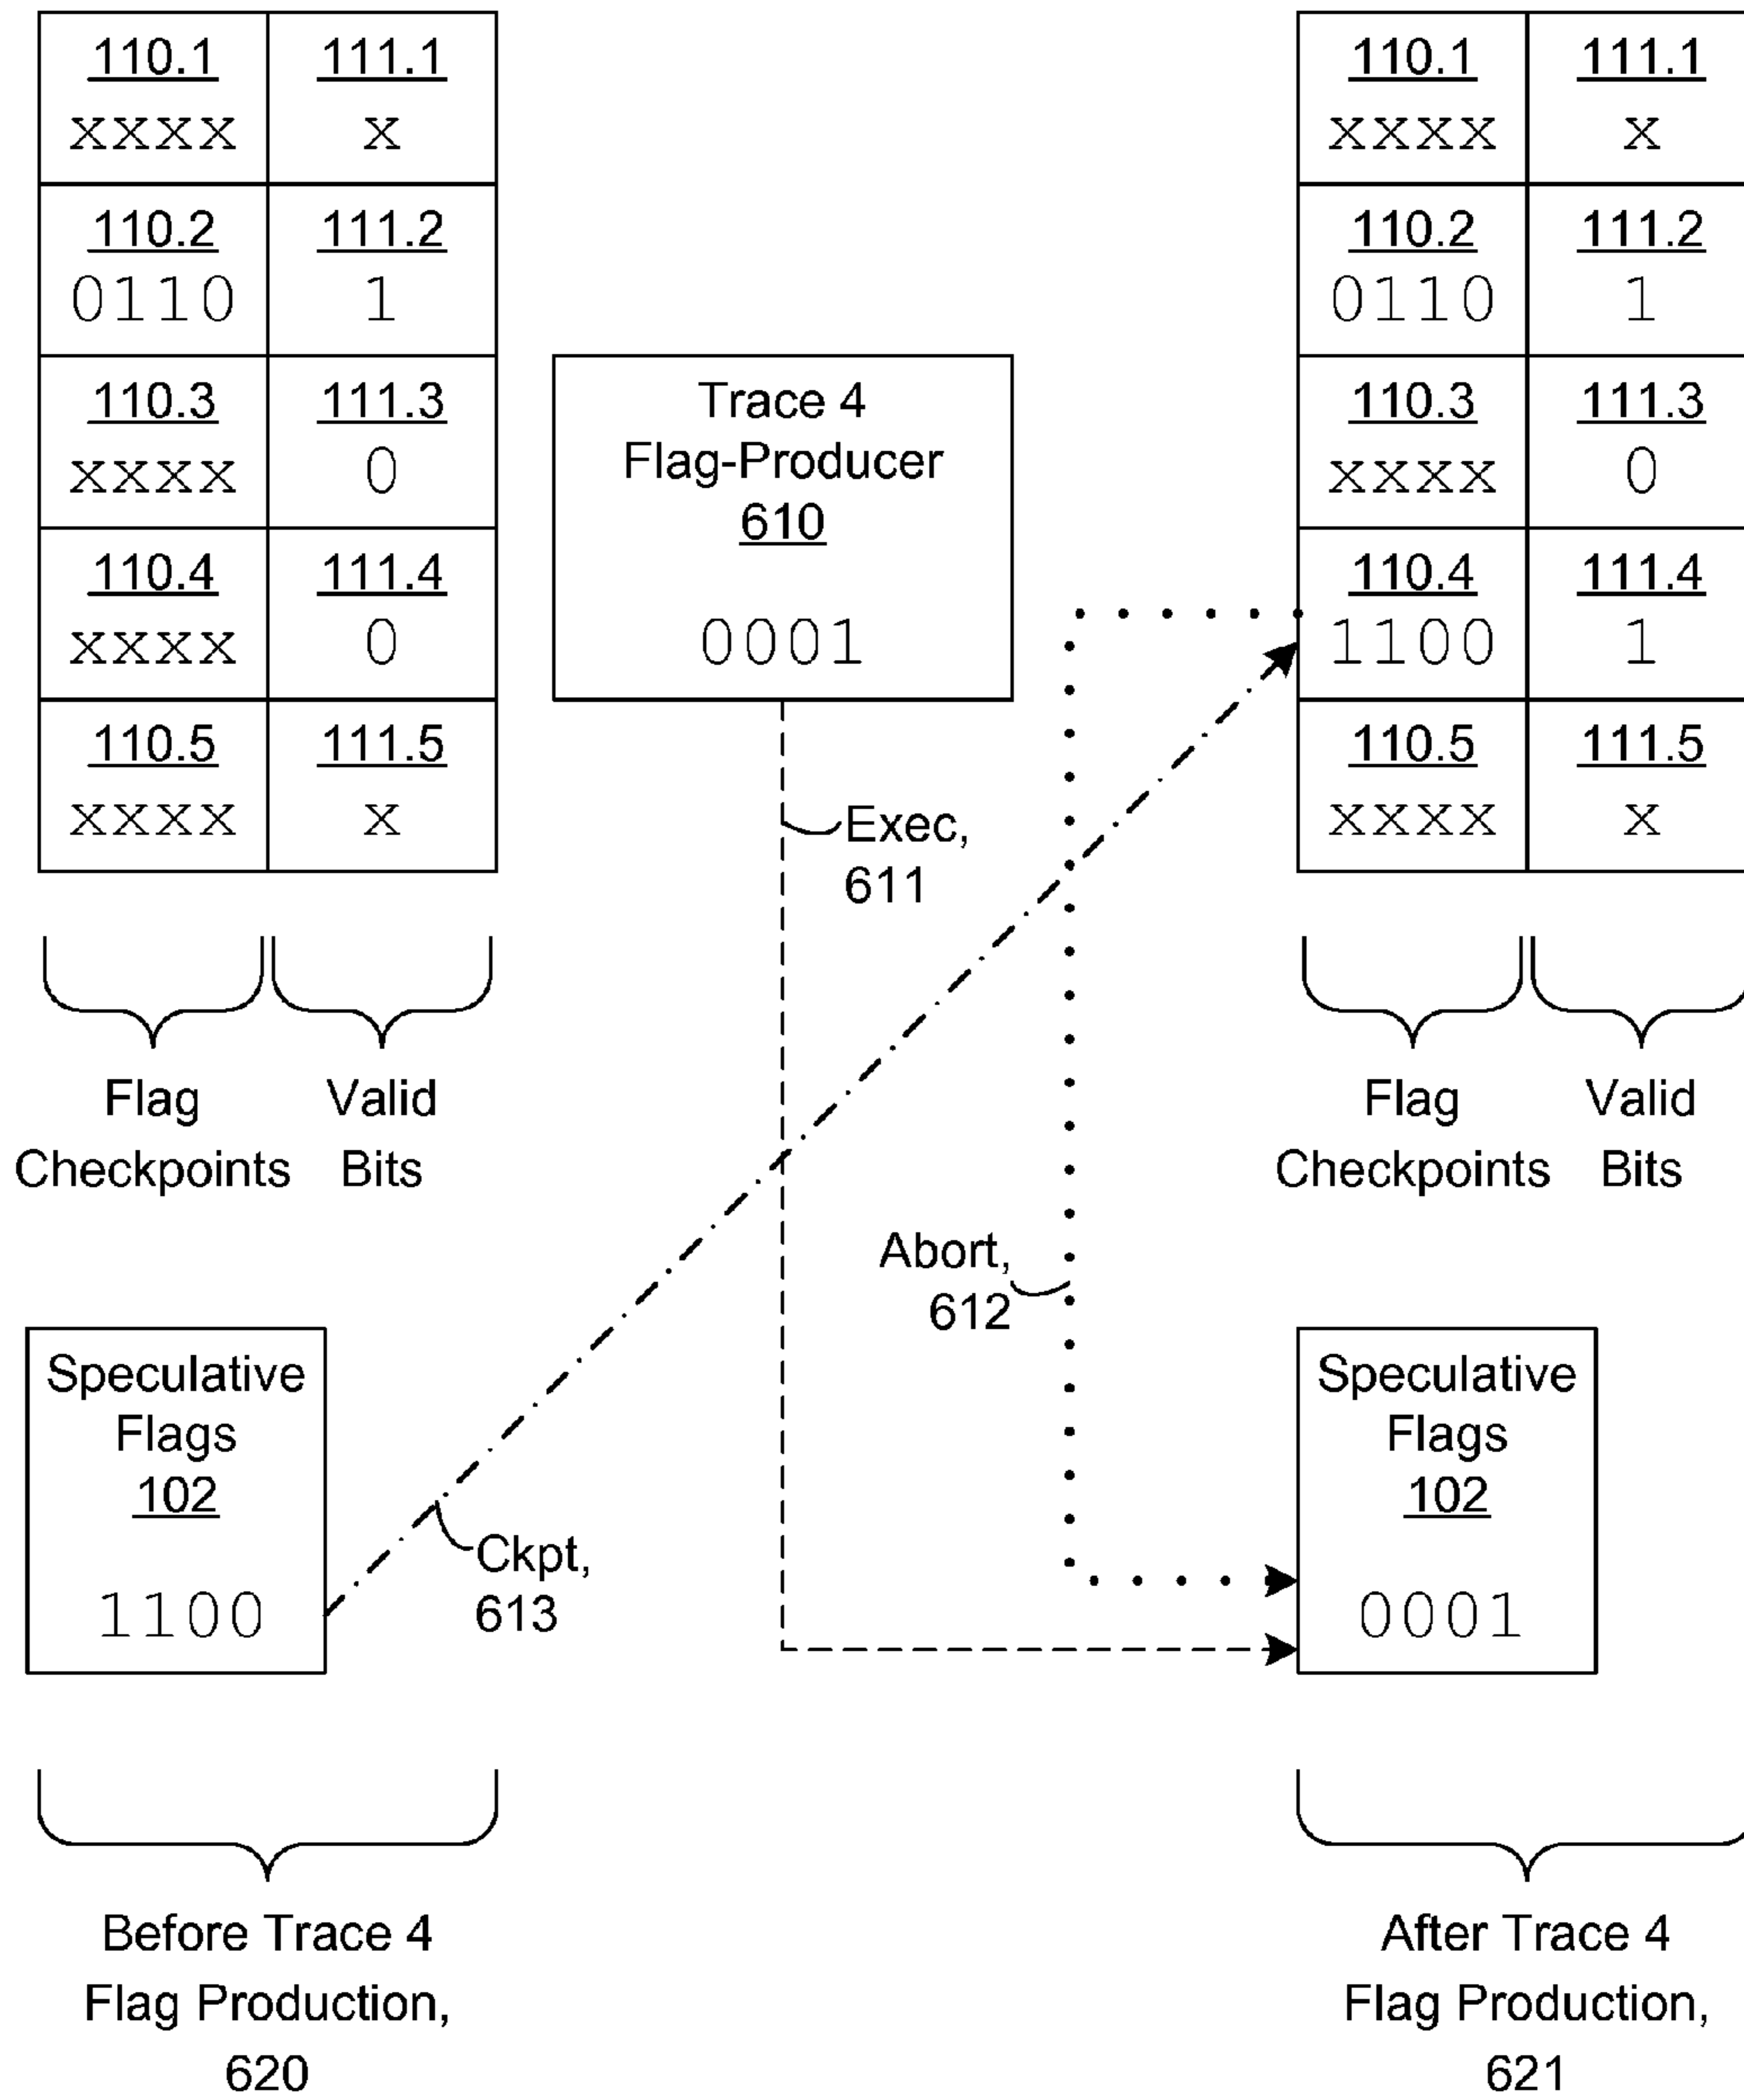 110.1 111.1
xxxx x
110.2 111.2
0110 1
110.3 111.3
xxxx 0
110.4 111.4
xxxx 0
110.5 111.5
xxxx x
Flag Valid
Checkpoints Bits
Speculative
Flags
102
1100
Before Trace 4
Flag Production,
620
Trace 4
Flag-Producer
610
0001
Exec,
611
Abort,
612
Ckpt,
613
110.1 111.1
xxxx x
110.2 111.2
0110 1
110.3 111.3
xxxx 0
110.4 111.4
1100 1
110.5 111.5
xxxx x
Flag Valid
Checkpoints Bits
Speculative
Flags
102
0001
After Trace 4
Flag Production,
621